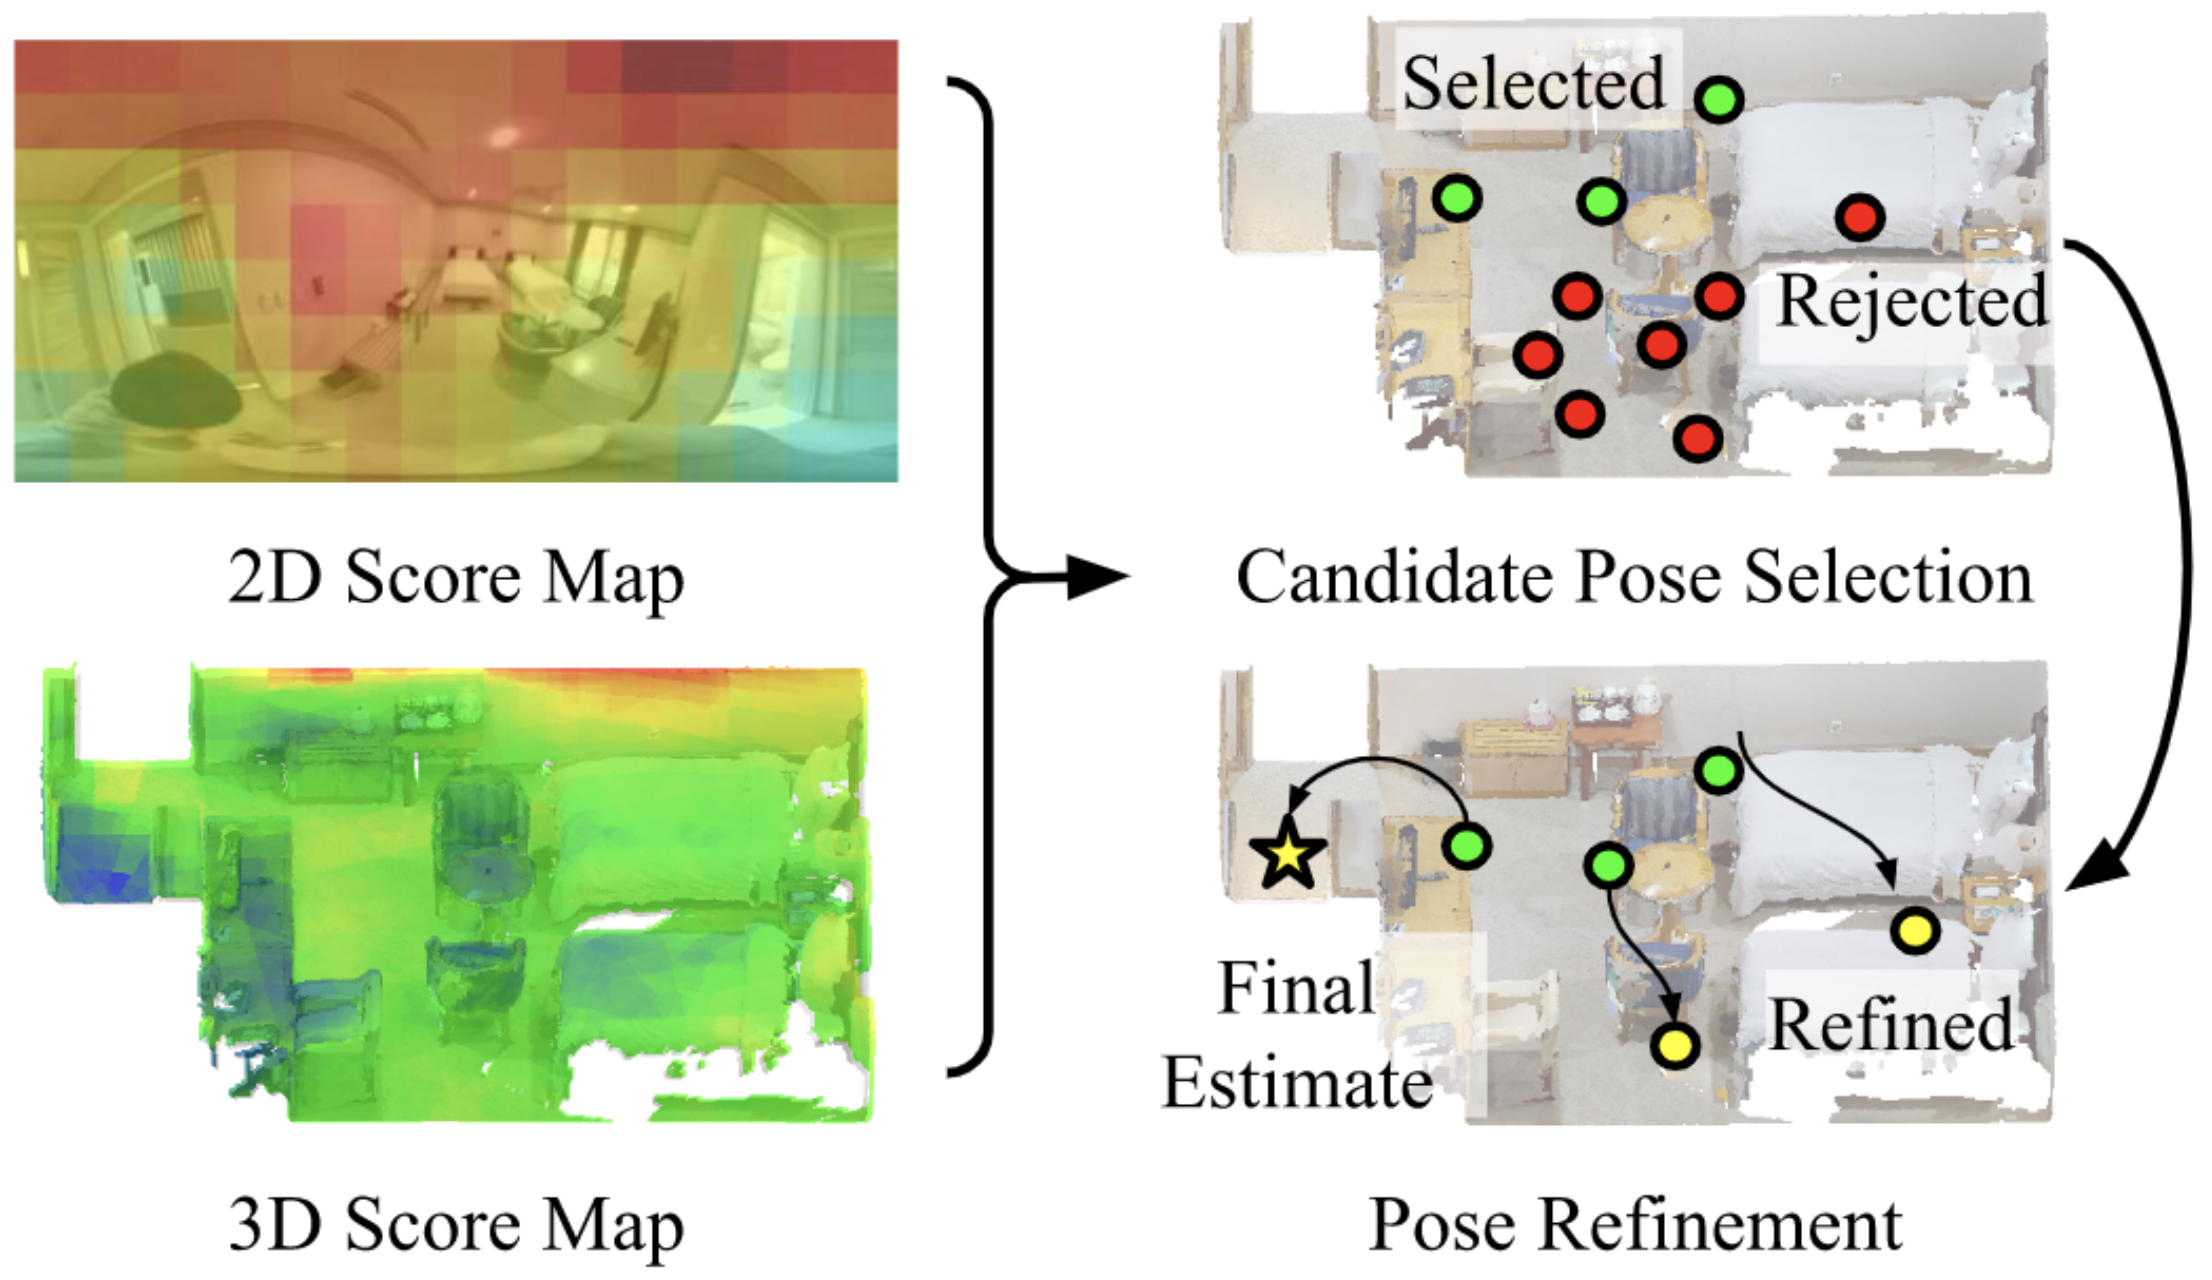 2D Score Map
3D Score Map
Selected
Rejected
Candidate Pose Selection
Final
Estimate
Refined
Pose Refinement